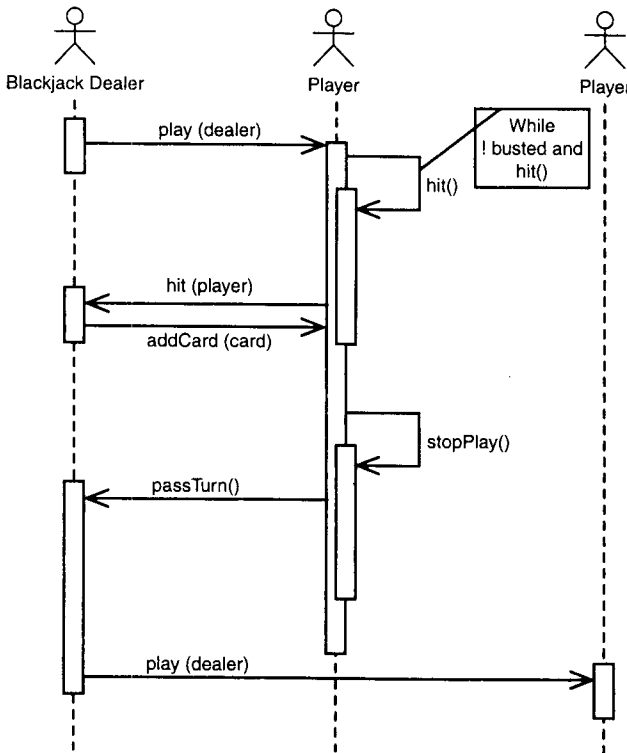 Blackjack Dealer
Player
Player
play (dealer)
While
! busted and
hit()
hit()
hit (player)
addCard (card)
stopPlay()
passTurn()
play (dealer)